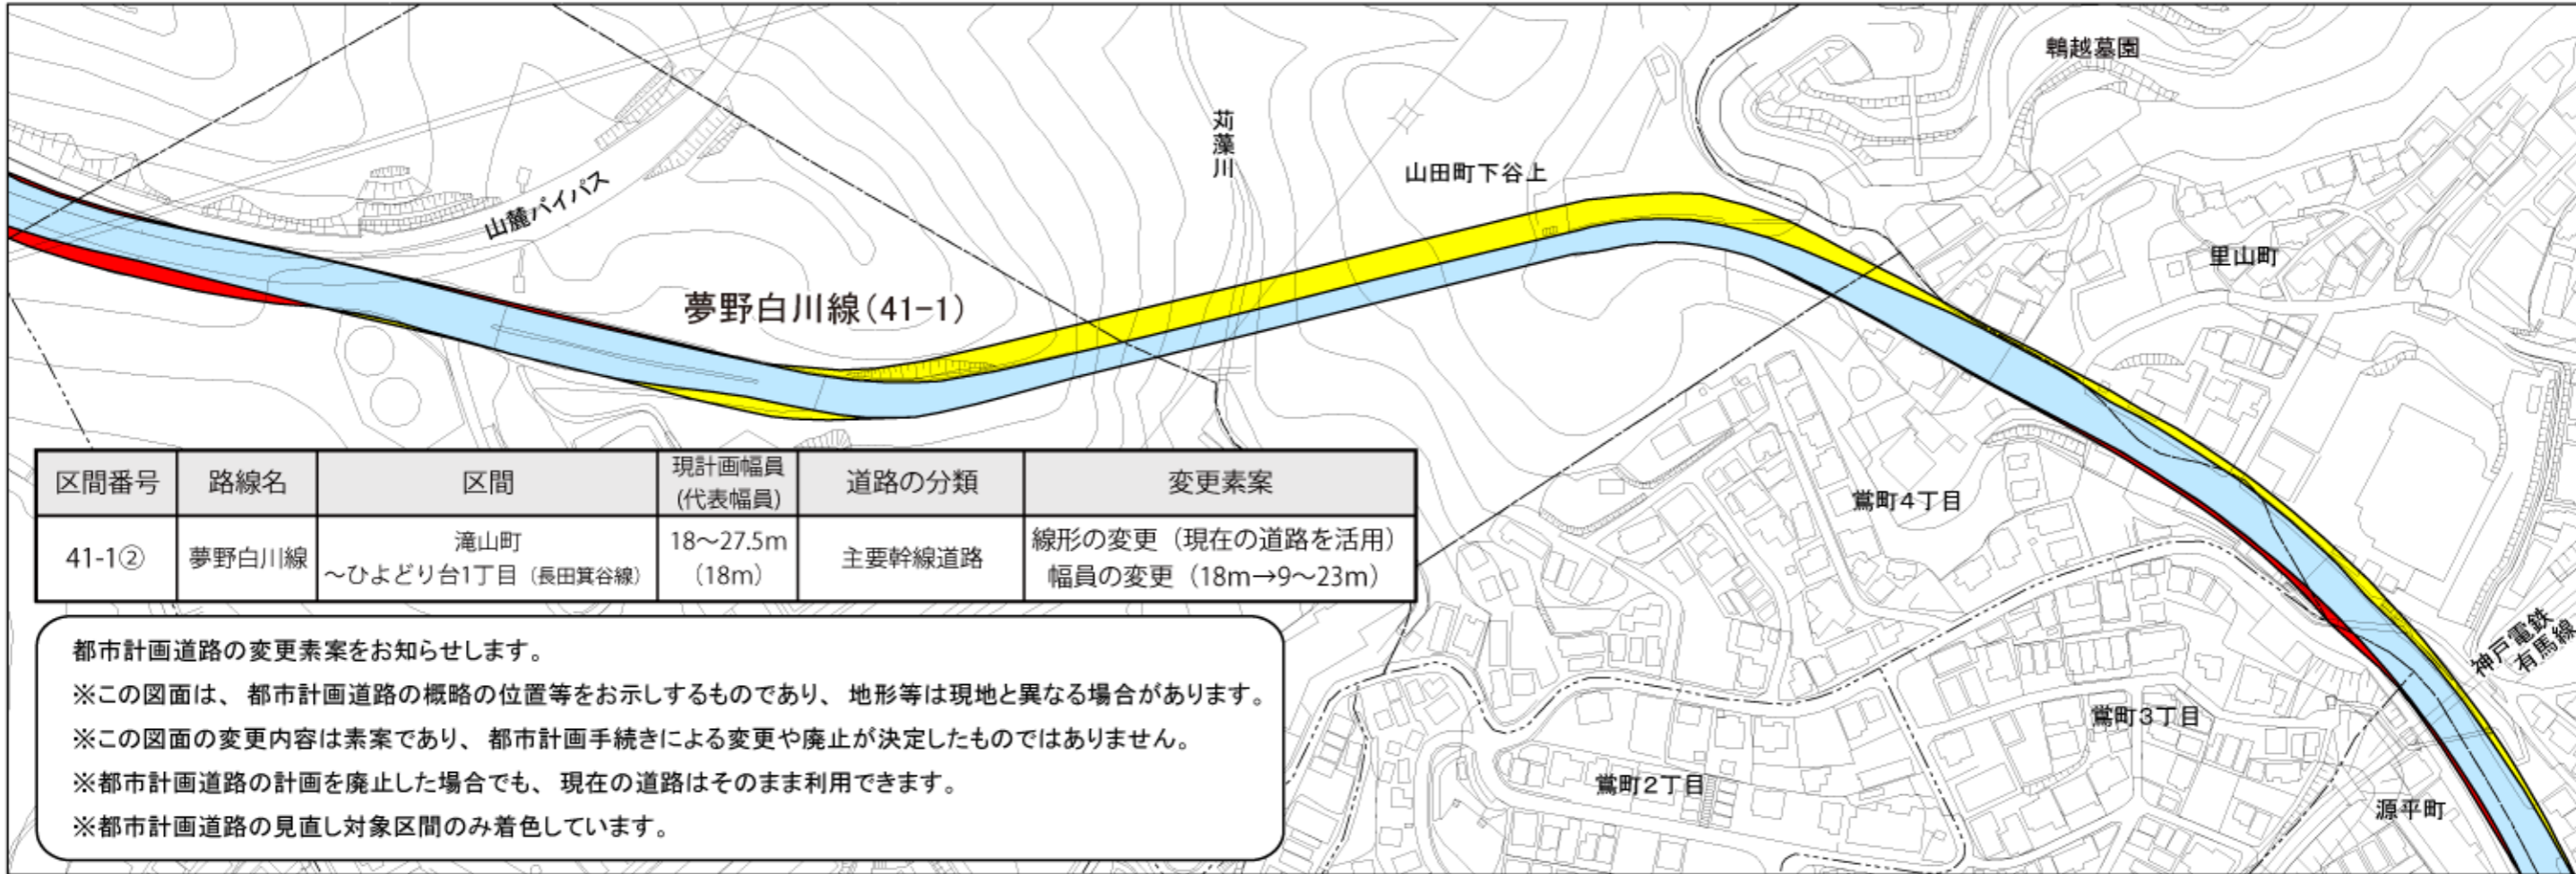 鵯越墓園
苅藻川
山田町下谷上
山麓バイパス
里山町
夢野白川線(41-1)
区間番号 路線名 区間 現計画幅員 (代表幅員) 道路の分類 変更素案
41-1② 夢野白川線 滝山町 ～ひよどり台1丁目(長田箕谷線) 18～27.5m (18m) 主要幹線道路 線形の変更(現在の道路を活用) 幅員の変更(18m→9～23m)
鶯町4丁目
神戸電鉄
有馬線
都市計画道路の変更素案をお知らせします。
※この図面は、都市計画道路の概略の位置等をお示しするものであり、地形等は現地と異なる場合があります。
※この図面の変更内容は素案であり、都市計画手続きによる変更や廃止が決定したものではありません。
※都市計画道路の計画を廃止した場合でも、現在の道路はそのまま利用できます。
※都市計画道路の見直し対象区間のみ着色しています。
鶯町3丁目
鶯町2丁目
源平町